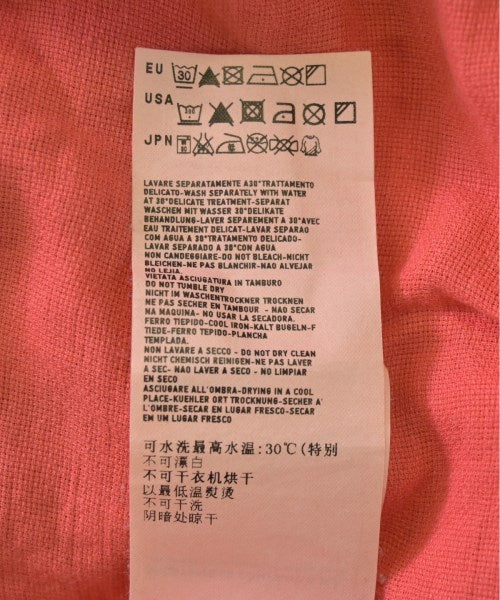 EU 30
USA
JPN
LAVARE SEPARATAMENTE A30°TRATTAMENTO
DELICATO-WASH SEPARATELY WITH WATER
AT 30°DELICATE TREATMENT-SEPARAT
WASCHEN MIT WASSER 30°DELIKATE
BEHANDLUNG-LAVER SEPAREMENT A 30°AVEC
EAU TRAITEMENT DELICAT-LAVAR SEPARAO
COM AGUA A 30°TRATAMENTO DELICADO-
LAVAR SEPARADO A 30°CON AGUA
NON CANDEGGIARE-DO NOT BLEACH-NICHT
BLEICHEN-NE PAS BLANCHIR-NAO ALVEJAR
NO LEJIA.
VIETATA ASCIUGATURA IN TAMBURO
DO NOT TUMBLE DRY
NICHT IM WASCHENTROCKNER TROCKNEN
NE PAS SECHER EN TAMBOUR - NAO SECAR
NA MAQUINA- NO USAR LA SECADORA.
FERRO TIEPIDO-COOL IRON-KALT BUGELN-F
TIEDE-FERRO TEPIDO-PLANCHA
TEMPLADA.
NON LAVARE A SECCO - DO NOT DRY CLEAN
NICHT CHEMISCH REINIGEN-NE PAS LAVER
A SEC- NAO LAVAR A SECO - NO LIMPIAR
EN SECO
ASCIUGARE ALL'OMBRA-DRYING IN A COOL
PLACE-KUEHLER ORT TROCKNUNG-SECHER A'
L'OMBRE-SECAR EN LUGAR FRESCO-SECAR
EM UM LUGAR FRESCO
可水洗最高水温:30℃(特别
不可漂白
不可干衣机烘干
以最低温熨烫
不可干洗
阴暗处晾干